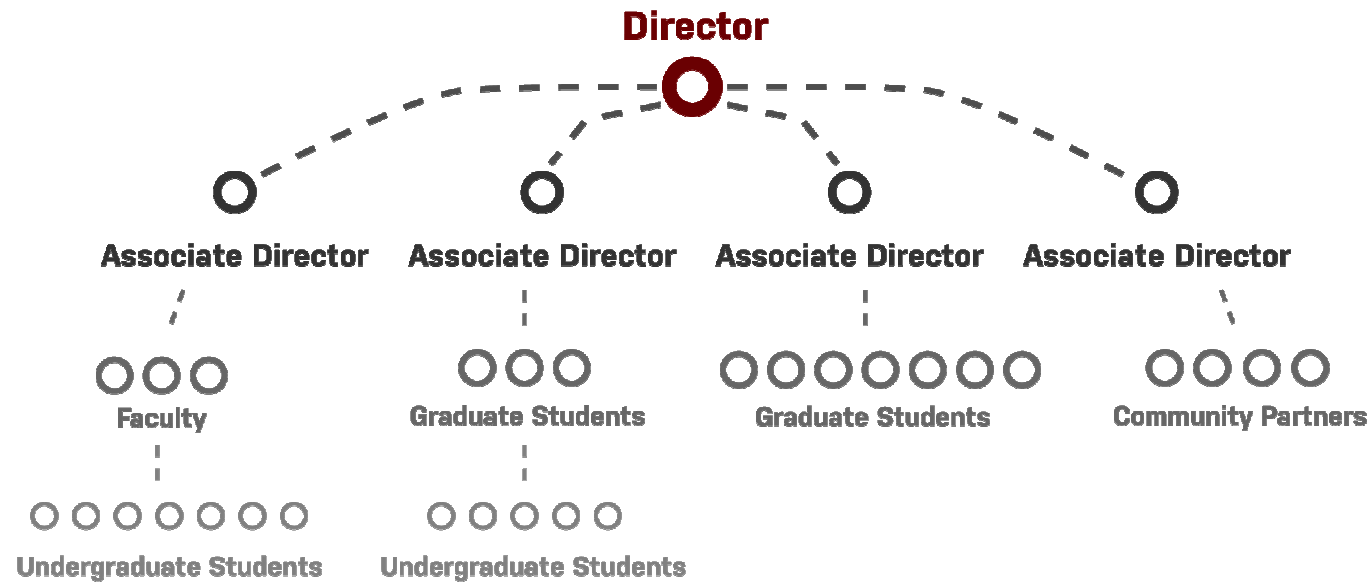 Director
Associate Director
Associate Director
Associate Director
Associate Director
Faculty
Graduate Students
Graduate Students
Community Partners
Undergraduate Students
Undergraduate Students